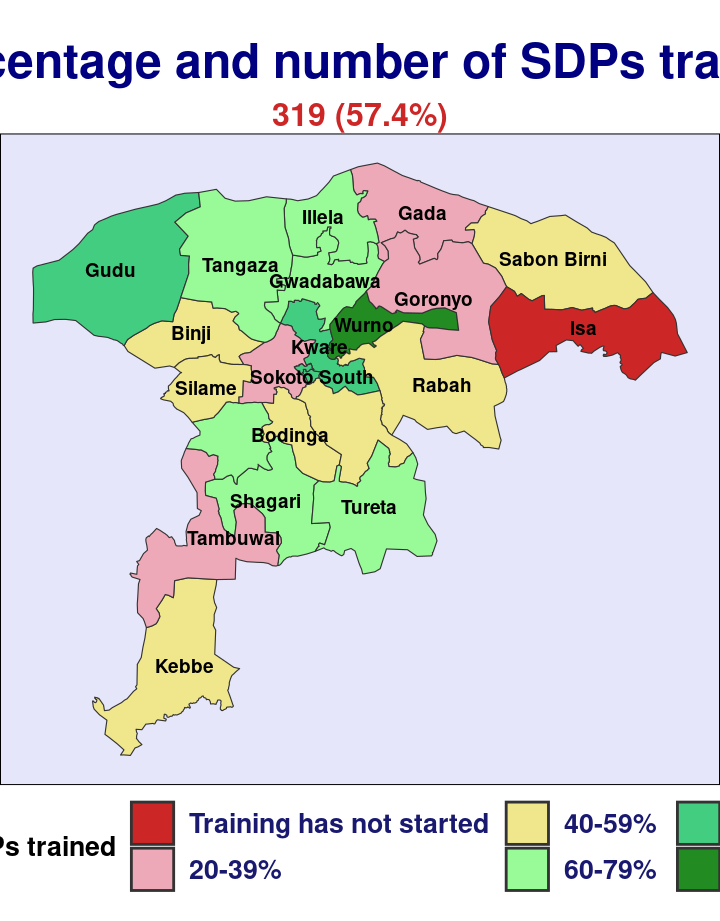 centage and number of SDPs tra
319 (57.4%)
Illela
Gada
Gudu
Tangaza
Sabon Birni
Gwadabawa
Goronyo
Binji
Wurno
Isa
Kware
Silame
Sokoto South
Rabah
Bodinga
Shagari
Tureta
Tambuwal
Kebbe
Ps trained
Training has not started
40-59%
20-39%
60-79%